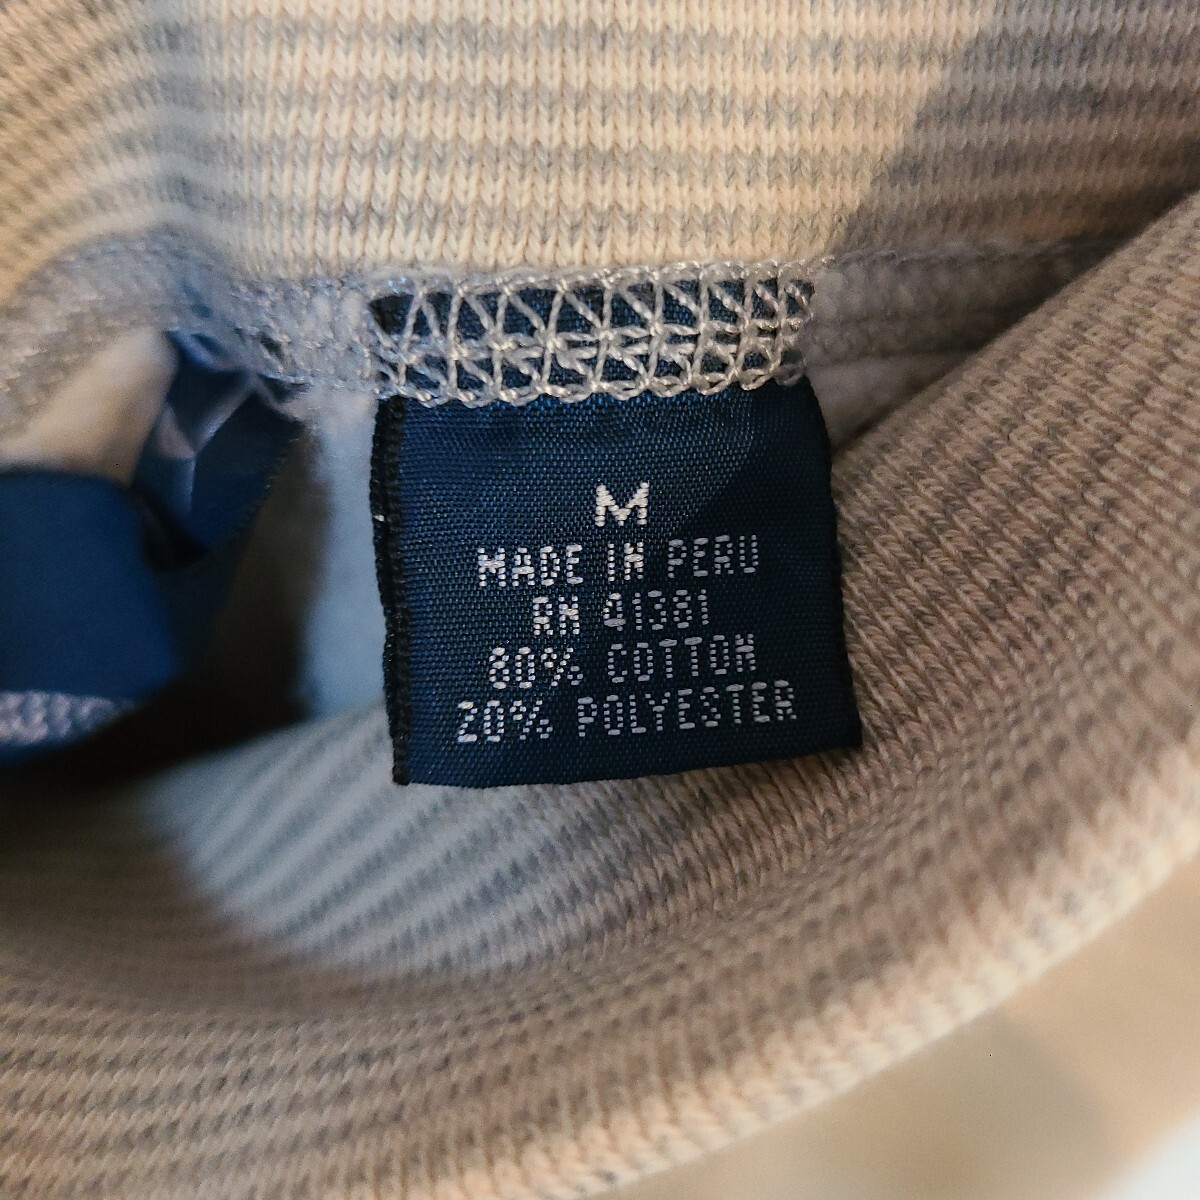 M
MADE IN PERU
RN 41381
80% COTTON
20% POLYESTER